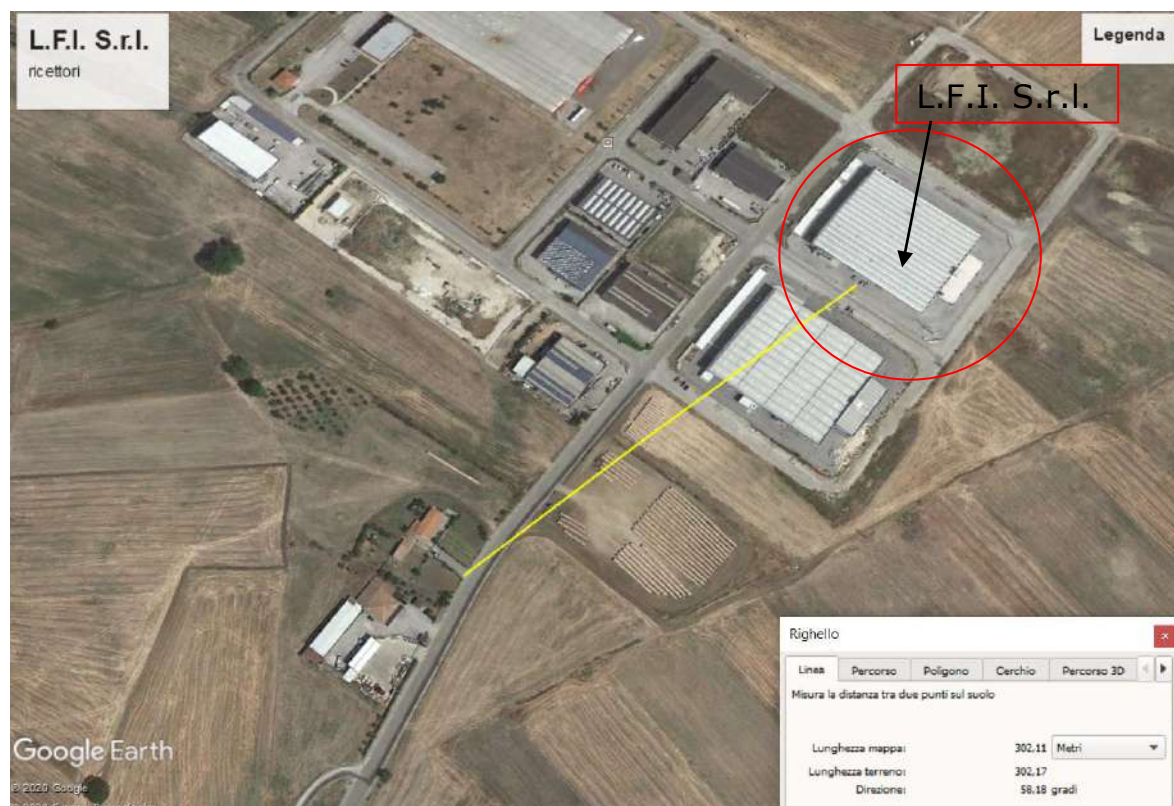 L.F.I. S.r.l.
ricettori
Legenda
L.F.I. S.r.l.
Righello
Linea
Percorso
Poligono
Cerchio
Percorso 3D
Misura la distanza tra due punti sul suolo
Lunghezza mappa: 302,11 Metri
Lunghezza terreno: 302,17
Direzione: 58,18 gradi
Google Earth
© 2020 Google